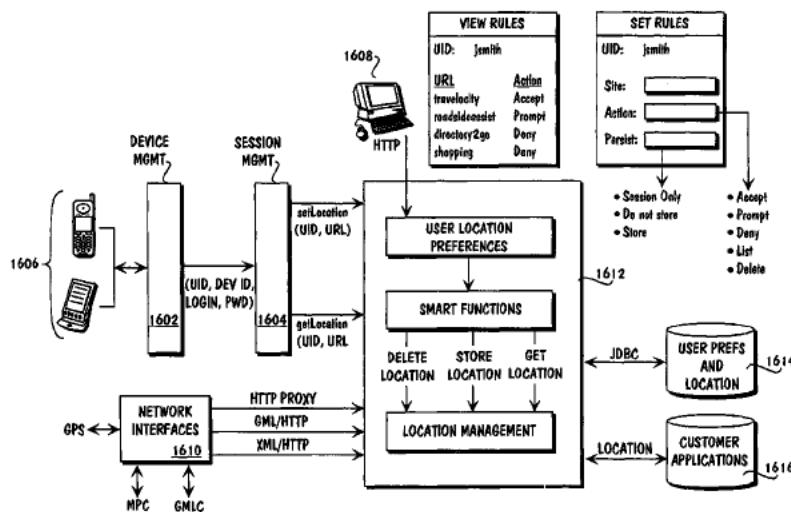 VIEW RULES
UID: jsmith
URL Action
travelocity Accept
roadsideassist Prompt
directory2go Deny
shopping Deny
SET RULES
UID: jsmith
Site:
Action:
Persist:
• Session Only
• Do not store
• Store
• Accept
• Prompt
• Deny
• List
• Delete
1608
HTTP
DEVICE
MGMT
SESSION
MGMT
1606
1602
(UID, DEV ID,
LOGIN, PWD)
1604
setLocation
(UID, URL)
getLocation
(UID, URL
USER LOCATION
PREFERENCES
SMART FUNCTIONS
DELETE
LOCATION
STORE
LOCATION
GET
LOCATION
LOCATION MANAGEMENT
1612
JDBC
USER PREFS
AND
LOCATION
1614
LOCATION
CUSTOMER
APPLICATIONS
1616
GPS
NETWORK
INTERFACES
1610
HTTP PROXY
GML/HTTP
XML/HTTP
MPC
GMLC